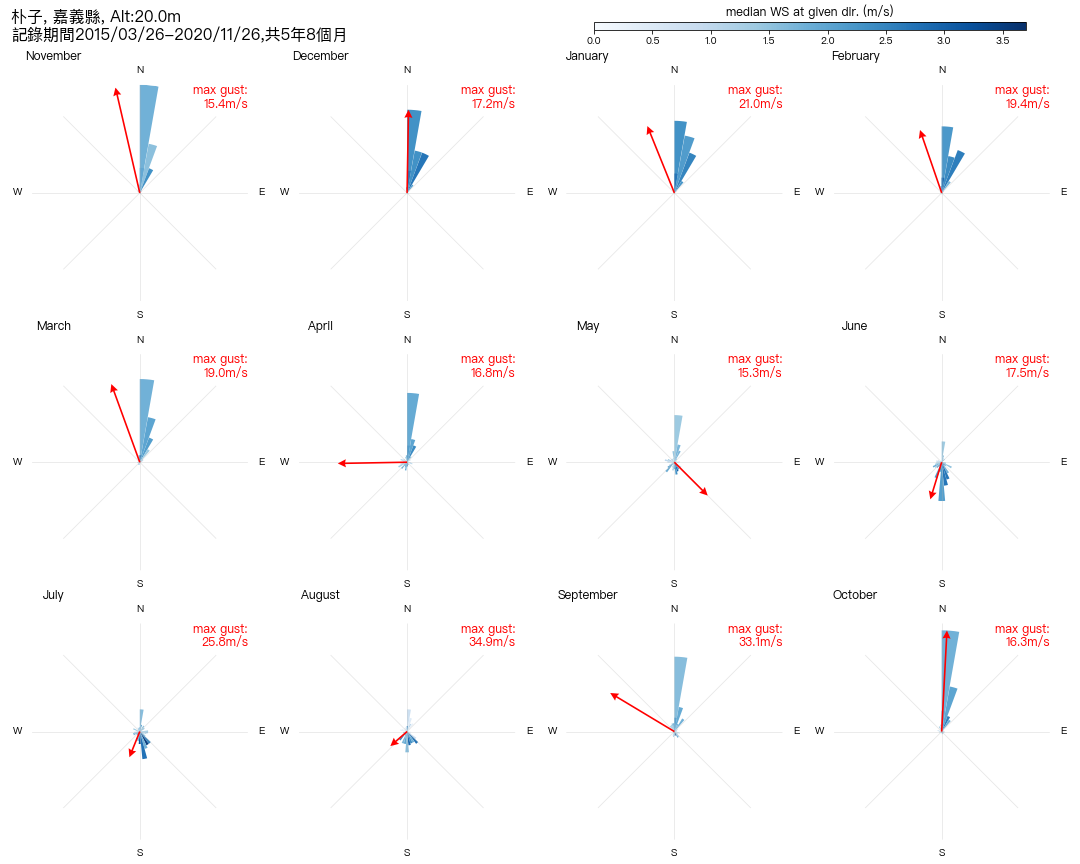 朴子, 嘉義縣, Alt:20.0m
記錄期間2015/03/26-2020/11/26,共5年8個月
median WS at given dir. (m/s)
0.0 0.5 1.0 1.5 2.0 2.5 3.0 3.5
November
N
max gust:
15.4m/s
W
E
S
December
N
max gust:
17.2m/s
W
E
S
January
N
max gust:
21.0m/s
W
E
S
February
N
max gust:
19.4m/s
W
E
S
March
N
max gust:
19.0m/s
W
E
S
April
N
max gust:
16.8m/s
W
E
S
May
N
max gust:
15.3m/s
W
E
S
June
N
max gust:
17.5m/s
W
E
S
July
N
max gust:
25.8m/s
W
E
S
August
N
max gust:
34.9m/s
W
E
S
September
N
max gust:
33.1m/s
W
E
S
October
N
max gust:
16.3m/s
W
E
S